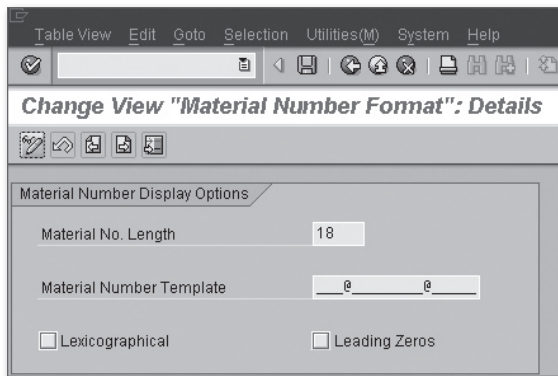 Table View Edit Goto Selection Utilities(M) System Help
Change View "Material Number Format": Details
Material Number Display Options
Material No. Length 18
Material Number Template ___@________@_____
Lexicographical Leading Zeros